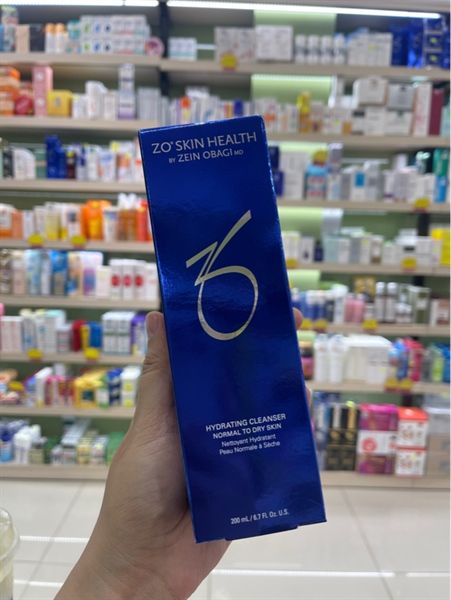 ZO® SKIN HEALTH
BY ZEIN OBAGI MD
HYDRATING CLEANSER
NORMAL TO DRY SKIN
Nettoyant Hydratant
Peau Normale à Sèche
200 mL / 6.7 Fl. Oz. U.S.